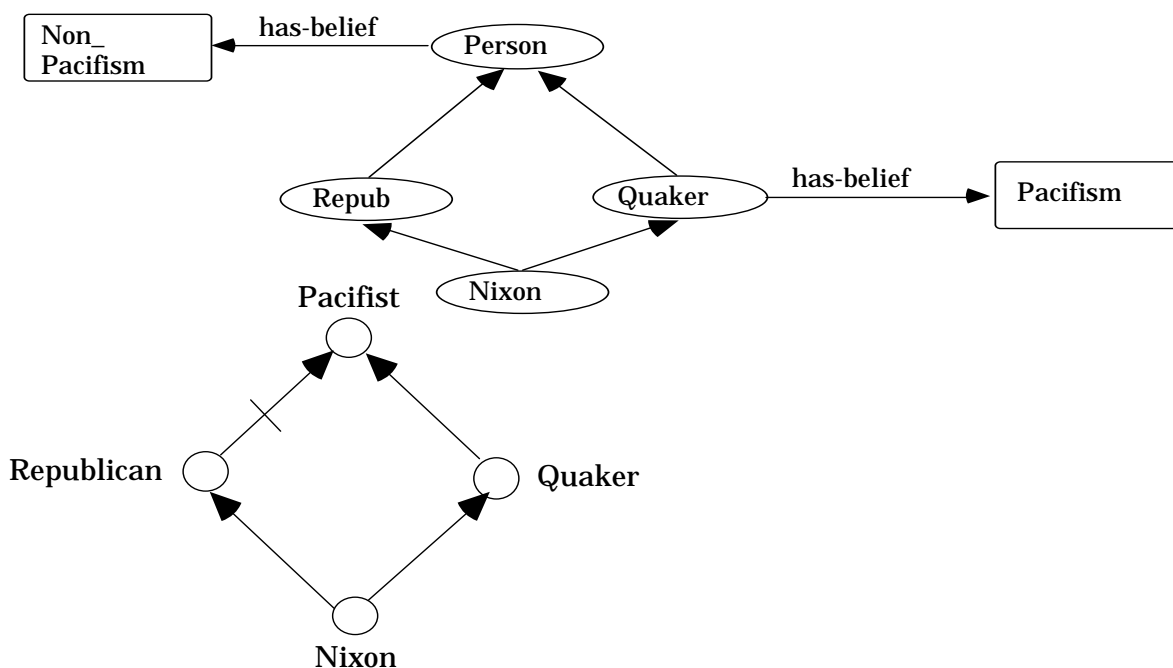 Non_
Pacifism
has-belief
Person
Repub
Quaker
has-belief
Pacifism
Nixon
Pacifist
Republican
Quaker
Nixon